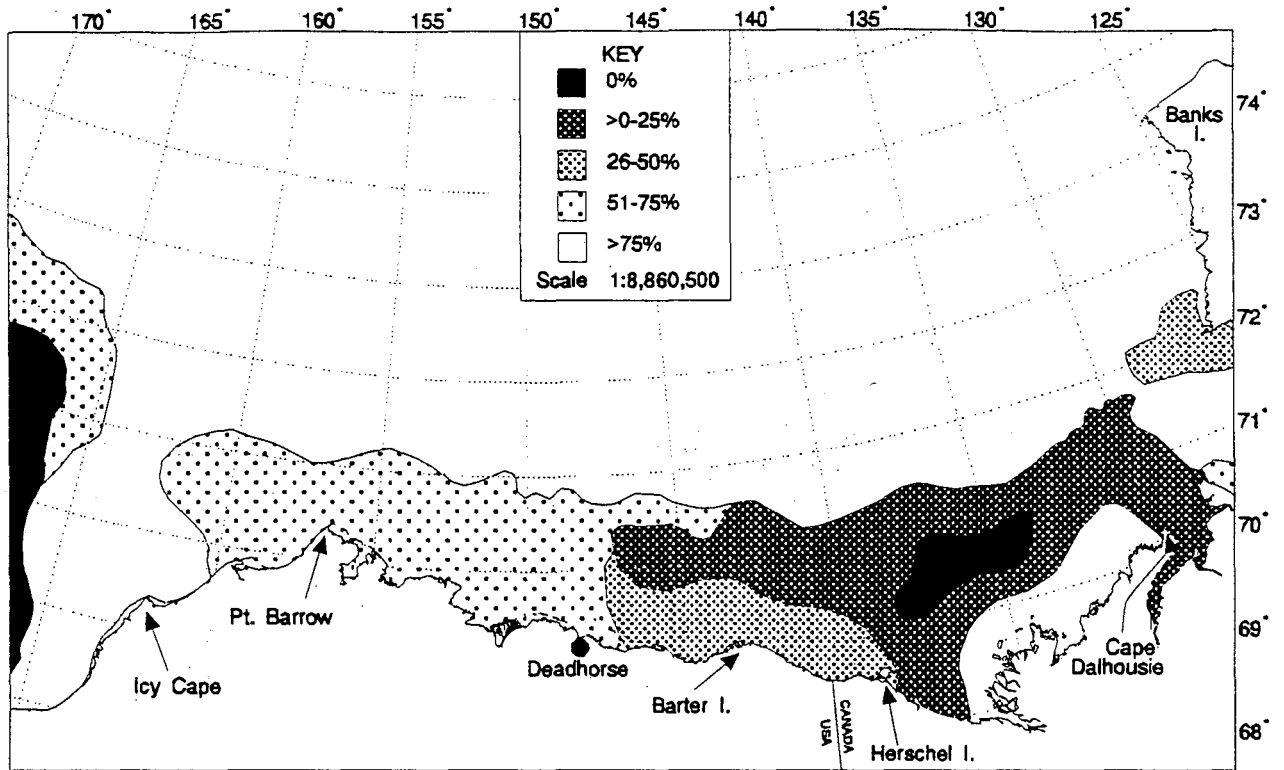 170° 165° 160° 155° 150° 145° 140° 135° 130° 125°
KEY
0%
>0-25%
26-50%
51-75%
>75%
Scale 1:8,860,500
Banks
I.
74°
73°
72°
71°
70°
69°
68°
Pt. Barrow
Icy Cape
Deadhorse
Barter I.
CANADA
USA
Herschel I.
Cape
Dalhousie